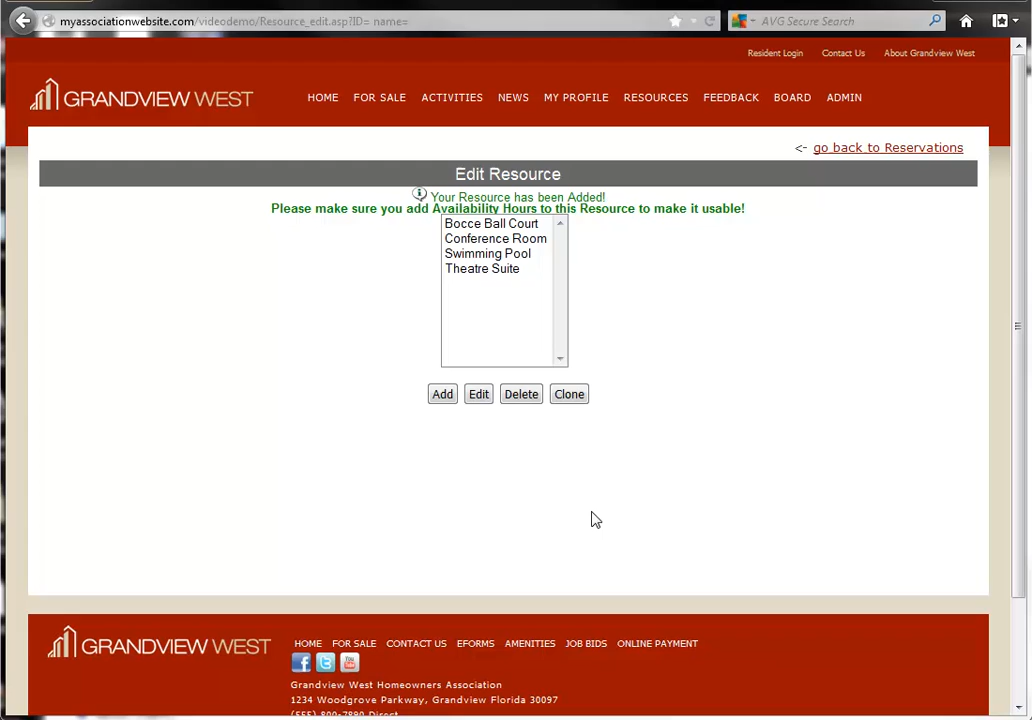 myassociationwebsite.com/videodemo/Resource_edit.asp?ID= name=
AVG Secure Search
Resident Login Contact Us About Grandview West
GRANDVIEW WEST
HOME FOR SALE ACTIVITIES NEWS MY PROFILE RESOURCES FEEDBACK BOARD ADMIN
<- go back to Reservations
Edit Resource
Your Resource has been Added!
Please make sure you add Availability Hours to this Resource to make it usable!
Bocce Ball Court
Conference Room
Swimming Pool
Theatre Suite
Add Edit Delete Clone
GRANDVIEW WEST
HOME FOR SALE CONTACT US EFORMS AMENITIES JOB BIDS ONLINE PAYMENT
Grandview West Homeowners Association
1234 Woodgrove Parkway, Grandview Florida 30097
(555) 800-7890 Direct